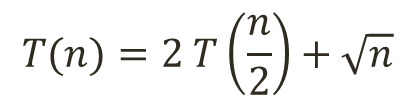 T(n) = 2 T(n/2) + √n